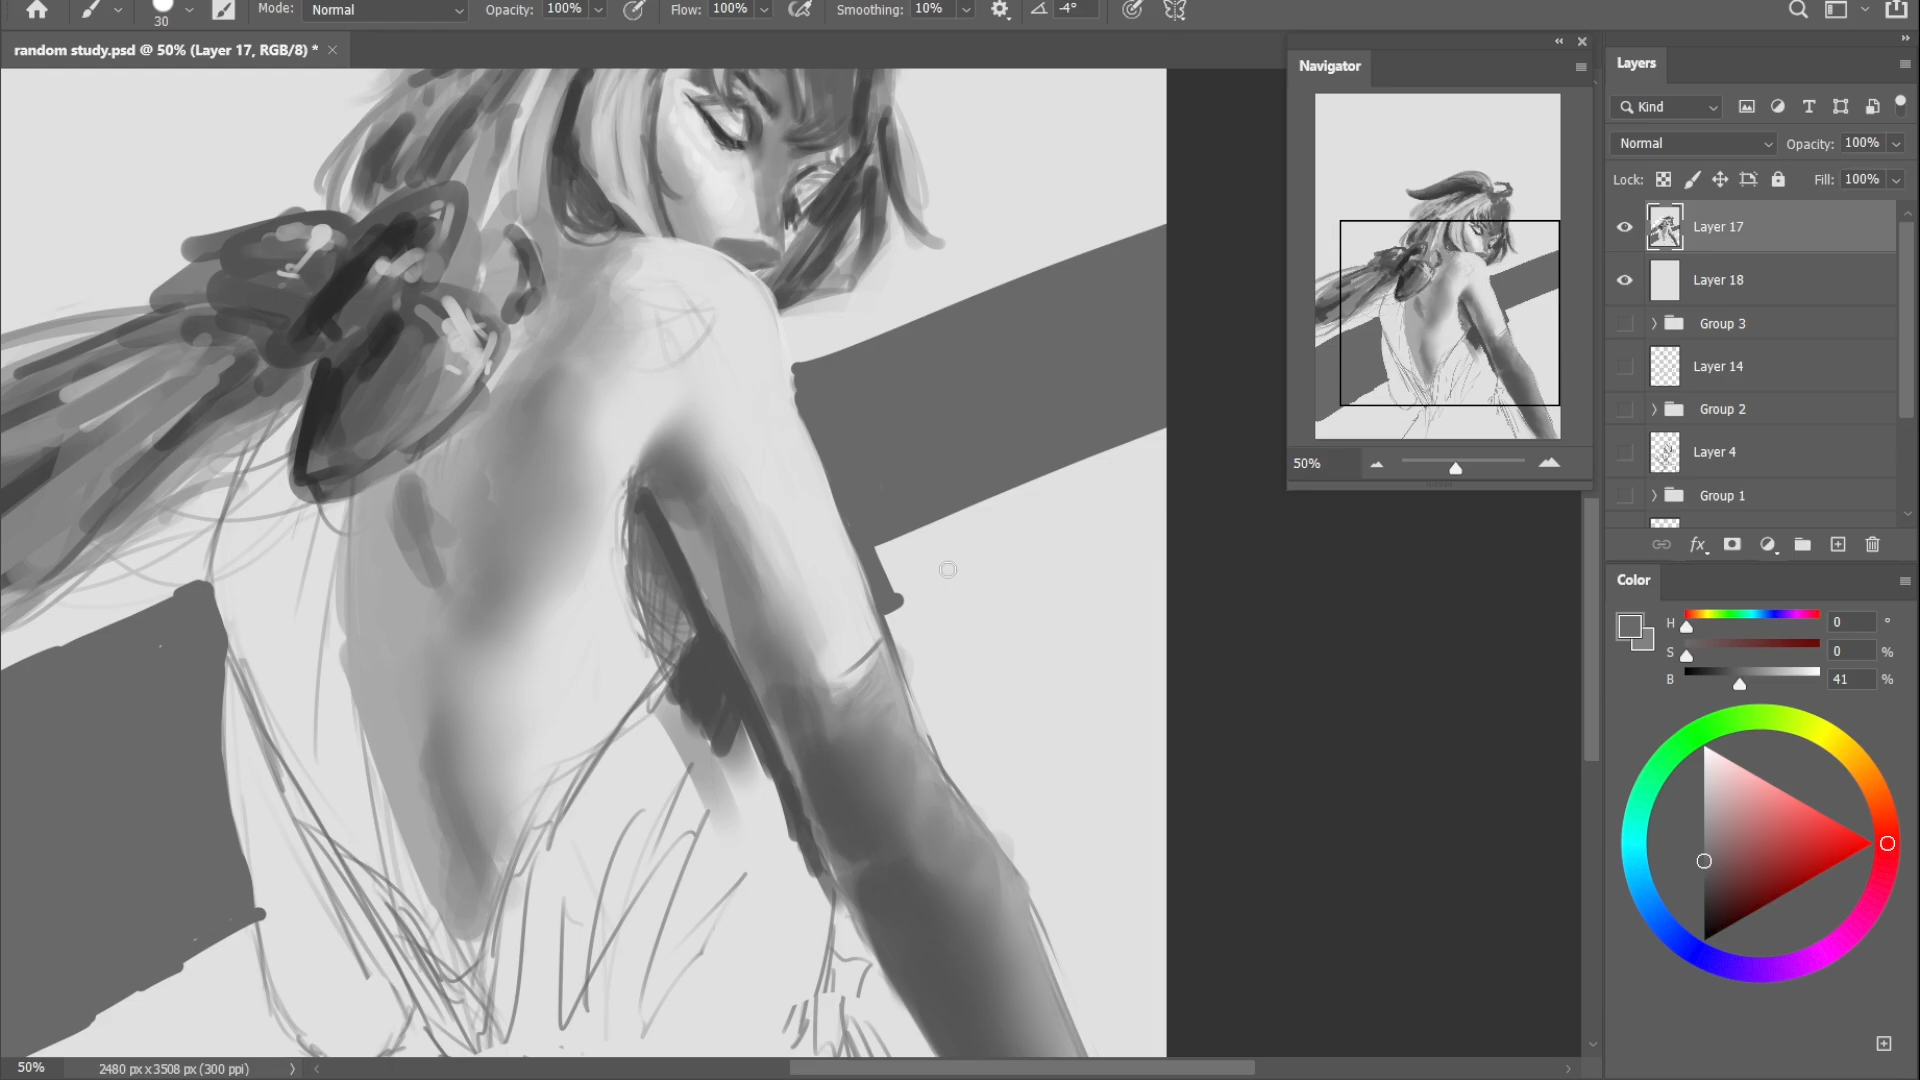 30
Mode: Normal Opacity: 100% Flow: 100% Smoothing: 10% -4°
random study.psd @ 50% (Layer 17, RGB/8) *
Navigator
50%
Layers
Kind
Normal Opacity: 100%
Lock: Fill: 100%
Layer 17
Layer 18
Group 3
Layer 14
Group 2
Layer 4
Group 1
fx
Color
H 0 °
S 0 %
B 41 %
50% 2480 px x 3508 px (300 ppi)